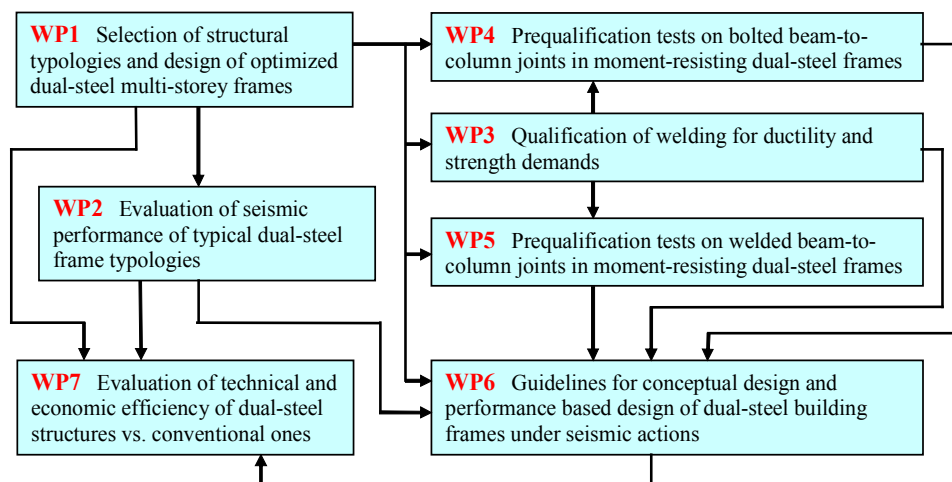 WP1 Selection of structural
typologies and design of optimized
dual-steel multi-storey frames
WP4 Prequalification tests on bolted beam-to-
column joints in moment-resisting dual-steel frames
WP3 Qualification of welding for ductility and
strength demands
WP2 Evaluation of seismic
performance of typical dual-steel
frame typologies
WP5 Prequalification tests on welded beam-to-
column joints in moment-resisting dual-steel frames
WP7 Evaluation of technical and
economic efficiency of dual-steel
structures vs. conventional ones
WP6 Guidelines for conceptual design and
performance based design of dual-steel building
frames under seismic actions